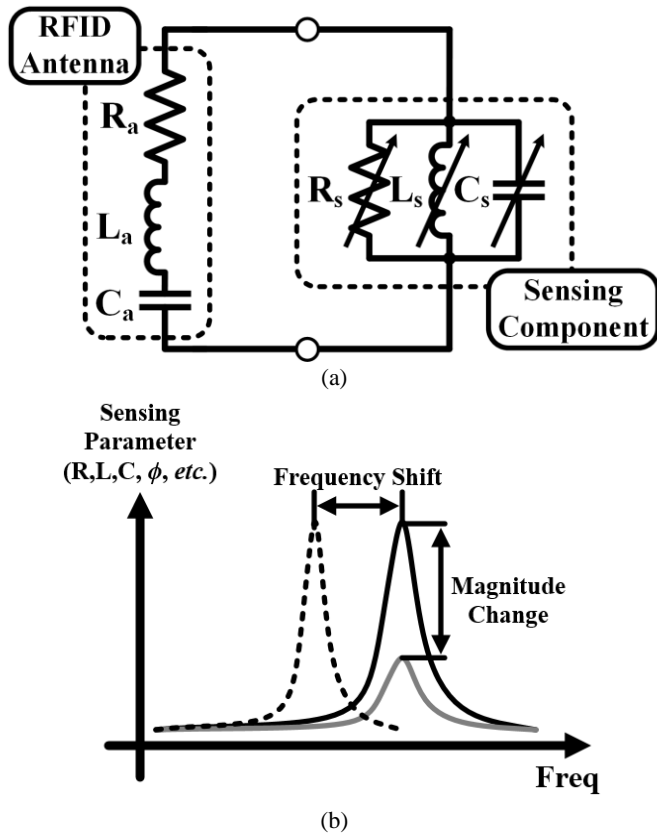 RFID
Antenna
Ra
La
Ca
Rs
Ls
Cs
Sensing
Component
(a)
Sensing
Parameter
(R,L,C, ϕ, etc.)
Frequency Shift
Magnitude
Change
Freq
(b)